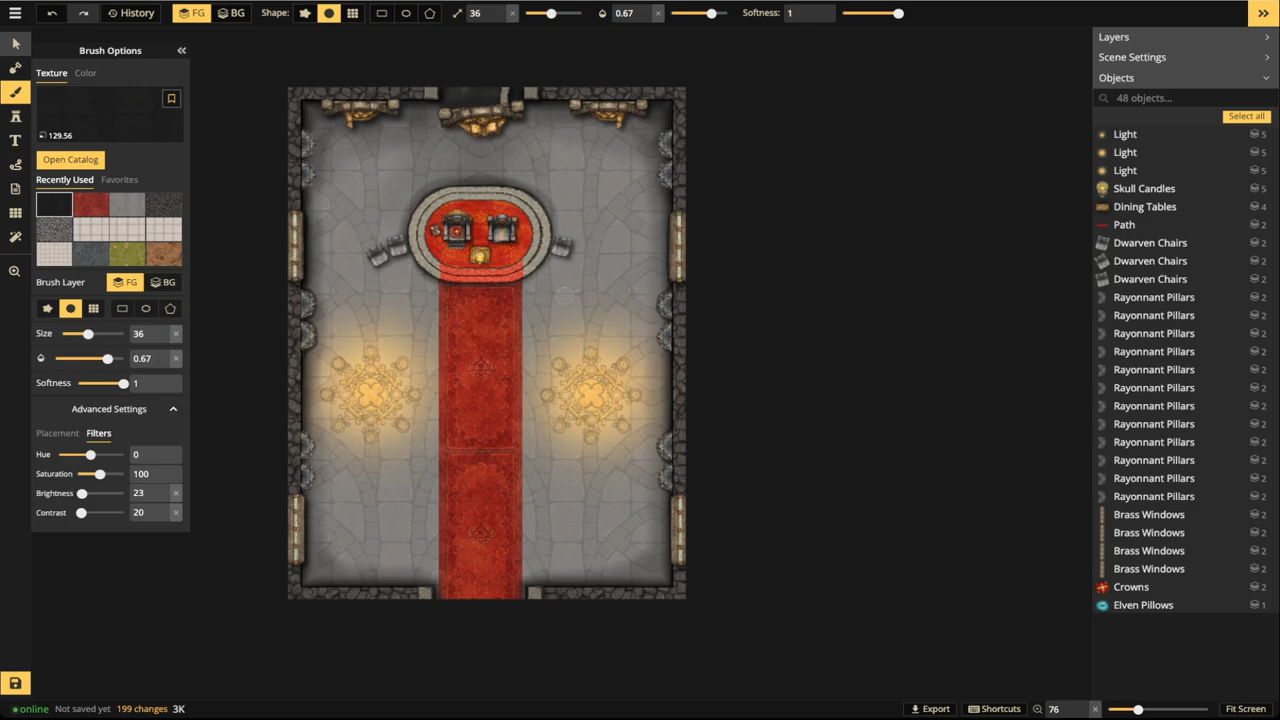 History
FG
BG
Shape:
36
×
0.67
×
Softness:
1
Brush Options
Texture
Color
129.56
Open Catalog
Recently Used
Favorites
Brush Layer
FG
BG
Size
36
×
0.67
×
Softness
1
Advanced Settings
Placement
Filters
Hue
0
Saturation
100
Brightness
23
×
Contrast
20
×
Layers
Scene Settings
Objects
48 objects...
Select all
Light 5
Light 5
Light 5
Skull Candles 5
Dining Tables 4
Path 2
Dwarven Chairs 2
Dwarven Chairs 2
Dwarven Chairs 2
Rayonnant Pillars 2
Rayonnant Pillars 2
Rayonnant Pillars 2
Rayonnant Pillars 2
Rayonnant Pillars 2
Rayonnant Pillars 2
Rayonnant Pillars 2
Rayonnant Pillars 2
Rayonnant Pillars 2
Rayonnant Pillars 2
Rayonnant Pillars 2
Rayonnant Pillars 2
Brass Windows 2
Brass Windows 2
Brass Windows 2
Brass Windows 2
Crowns 2
Elven Pillows 1
online Not saved yet 199 changes 3K
Export
Shortcuts
76
×
Fit Screen